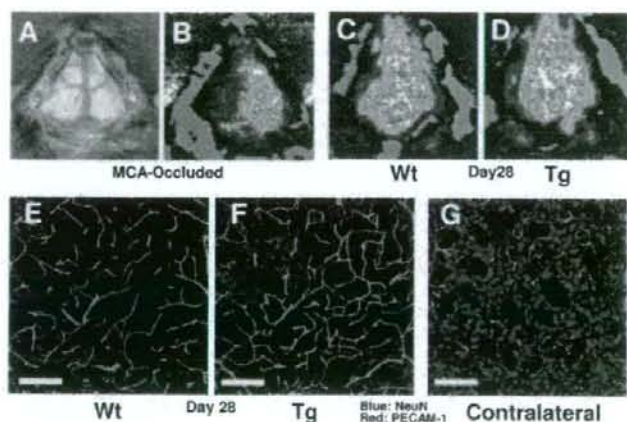 A
B
C
D
MCA-Occluded
Wt
Day28
Tg
E
F
G
Wt
Day 28
Tg
Blue: NeuN
Red: PECAM-1
Contralateral